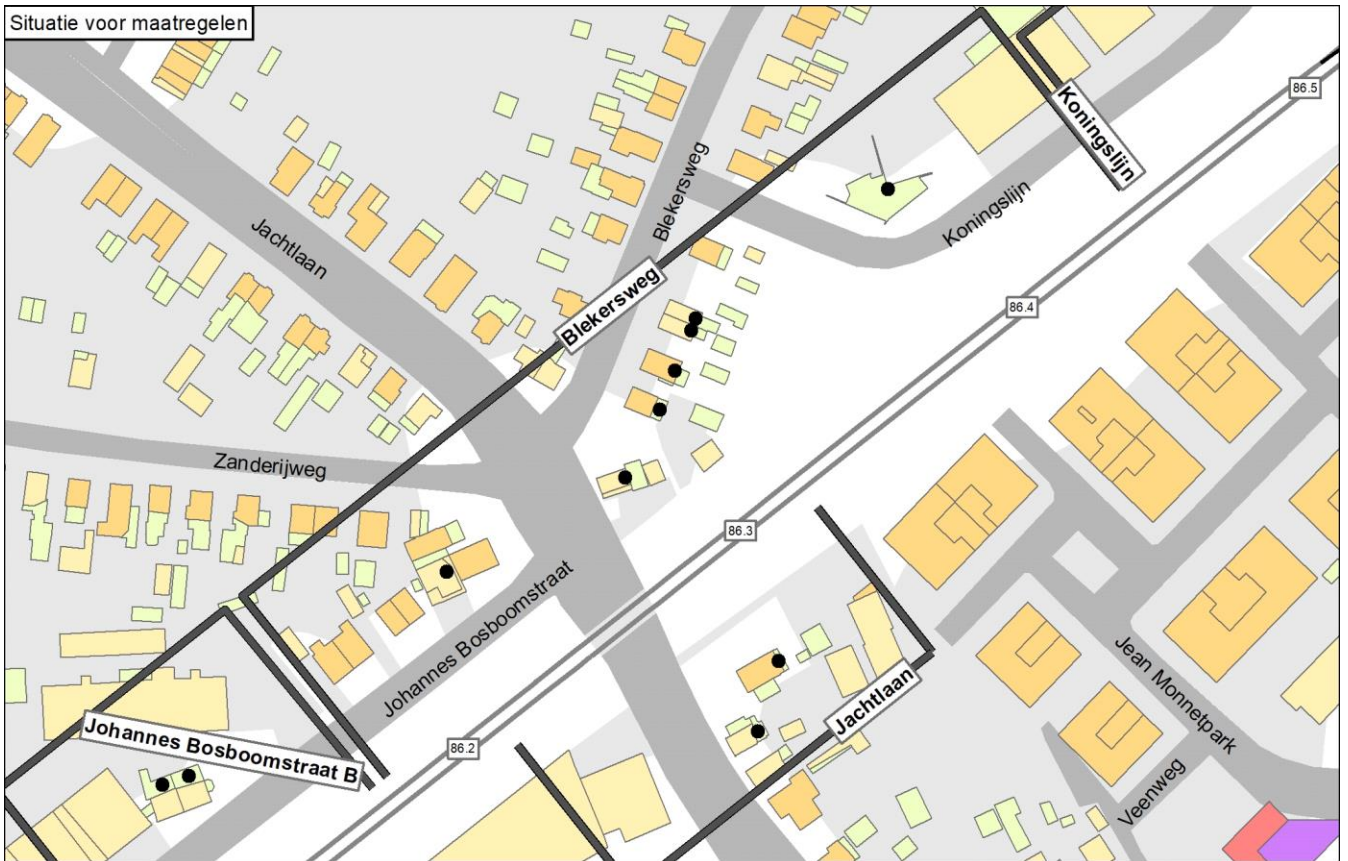 Situatie voor maatregelen
86.5
Koningslijn
Blekersweg
Koningslijn
Jachtlaan
Blekersweg
86.4
Zanderijweg
86.3
Johannes Bosboomstraat
Jean Monnetpark
Jachtlaan
Johannes Bosboomstraat B
86.2
Veenweg